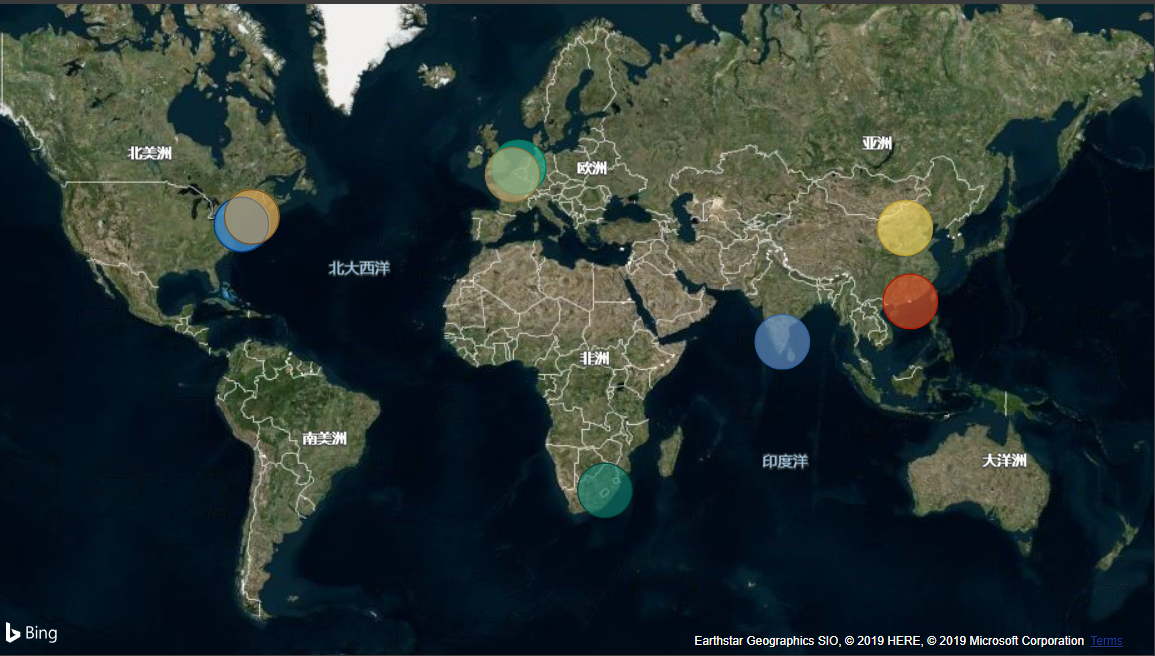 北美洲
亚洲
欧洲
北大西洋
非洲
南美洲
印度洋
大洋洲
Bing
Earthstar Geographics SIO, © 2019 HERE, © 2019 Microsoft Corporation Terms